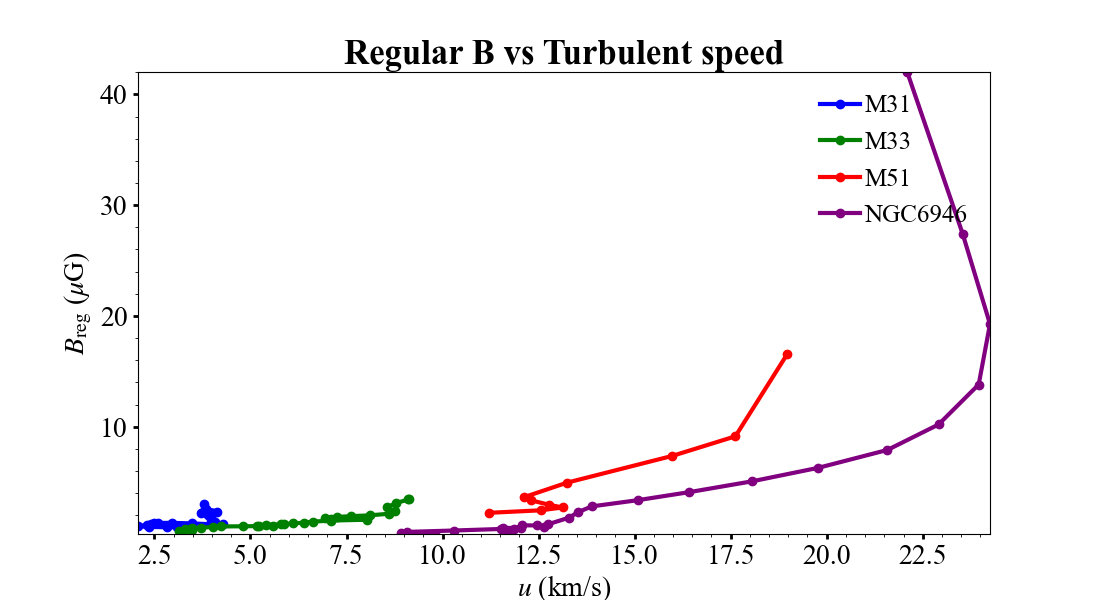 Regular B vs Turbulent speed
40
30
20
10
B_reg (μG)
M31
M33
M51
NGC6946
2.5 5.0 7.5 10.0 12.5 15.0 17.5 20.0 22.5
u (km/s)